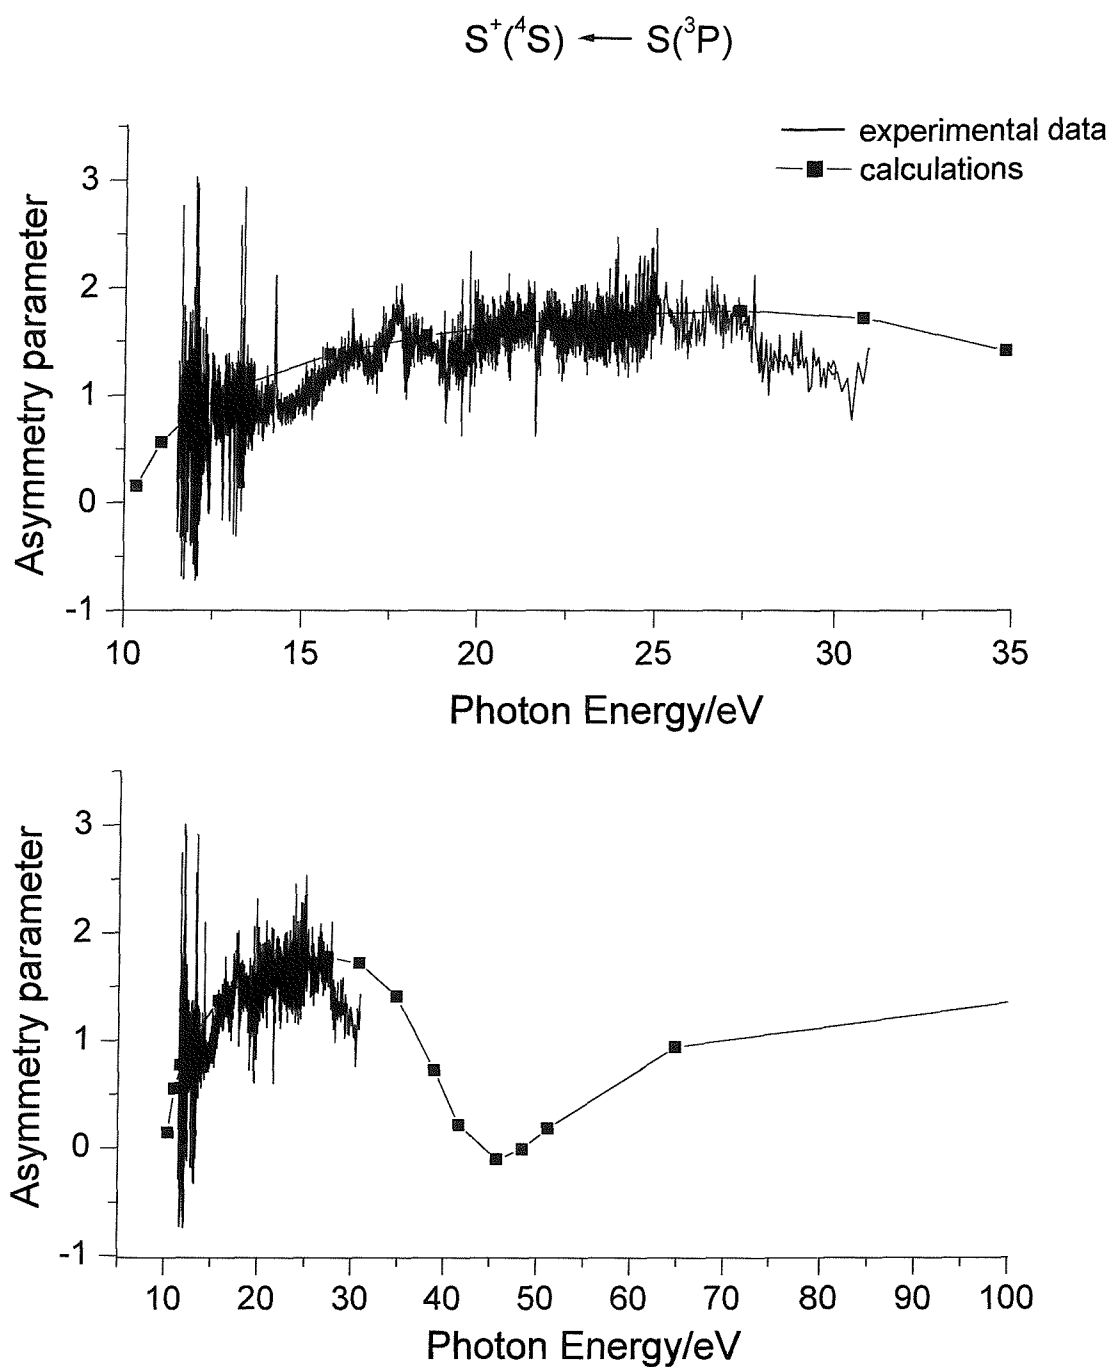 S⁺(⁴S) ← S(³P)
experimental data
calculations
Asymmetry parameter
3
2
1
0
-1
10 15 20 25 30 35
Photon Energy/eV
Asymmetry parameter
3
2
1
0
-1
10 20 30 40 50 60 70 80 90 100
Photon Energy/eV